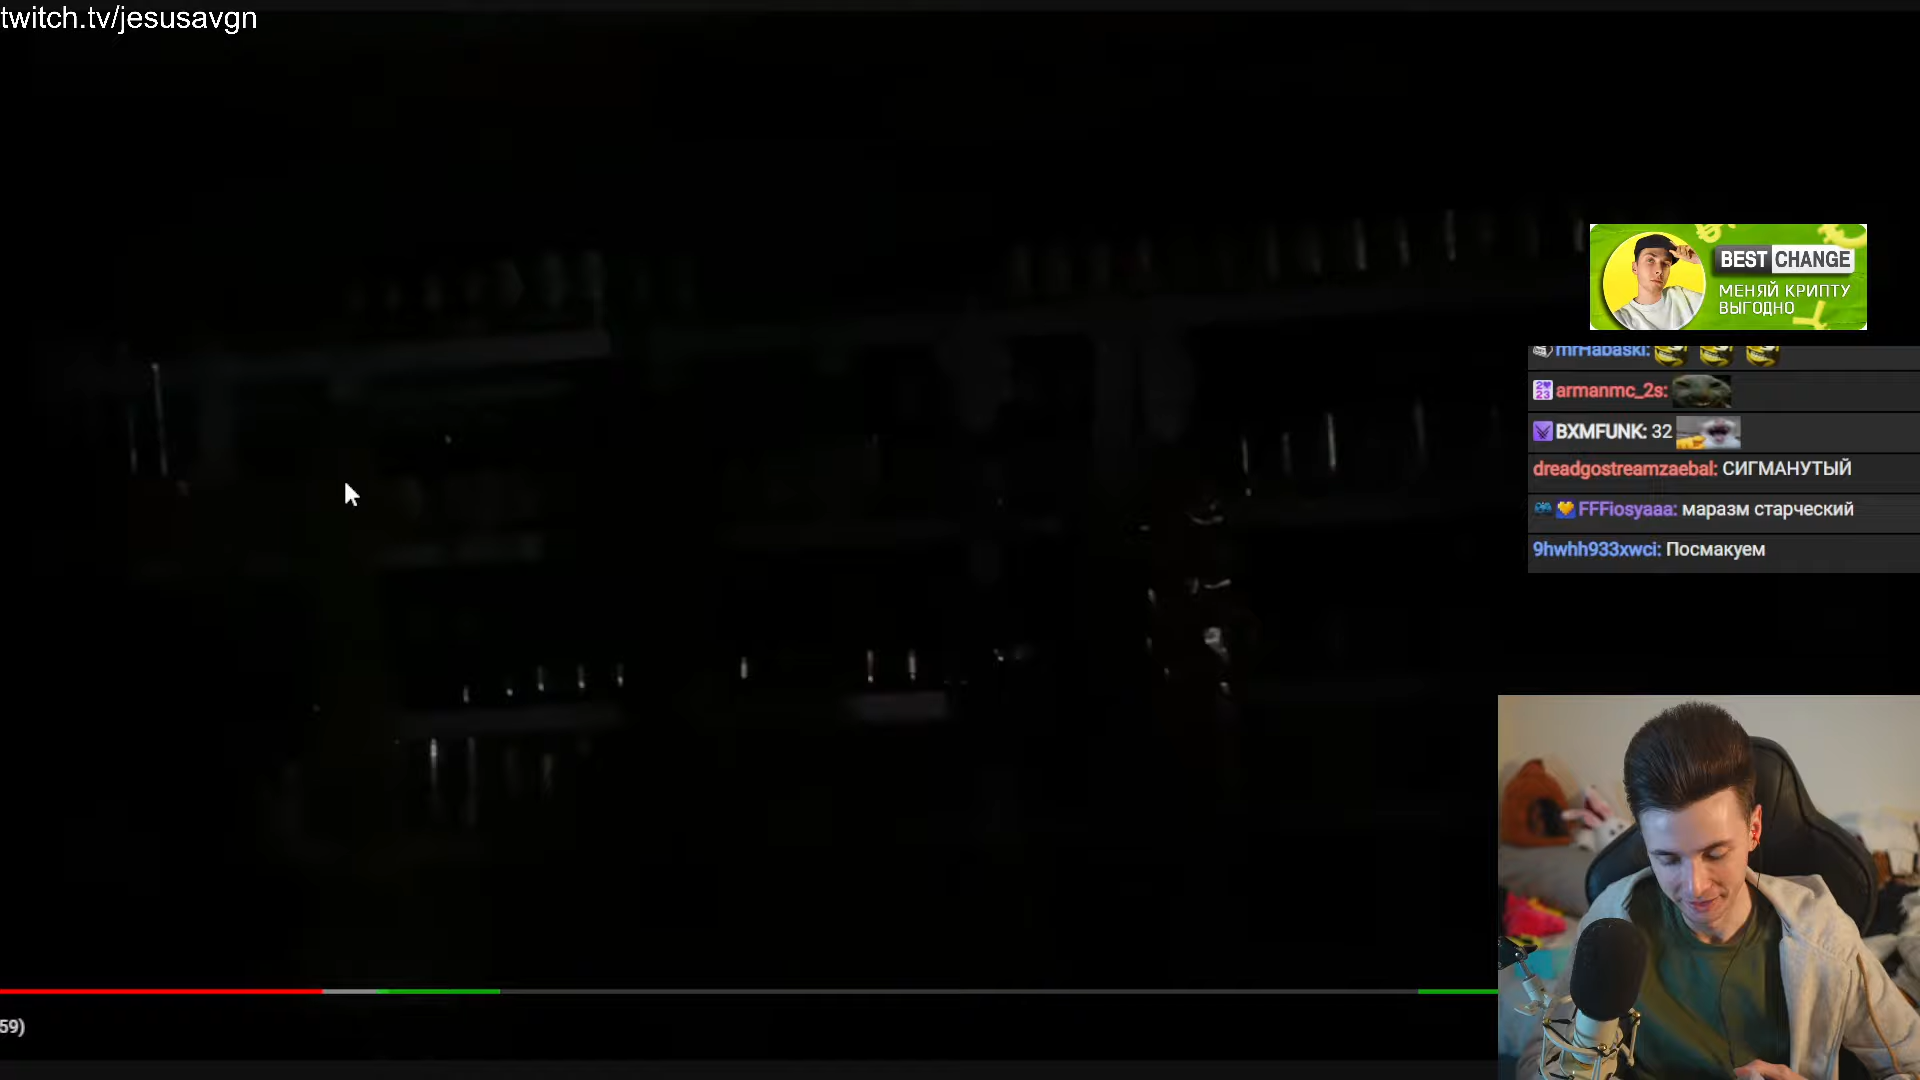 twitch.tv/jesusavgn
BEST CHANGE
МЕНЯЙ КРИПТУ
ВЫГОДНО
mrHabaski:
armanmc_2s:
BXMFUNK: 32
dreadgostreamzaebal: СИГМАНУТЫЙ
FFFiosyaaa: маразм старческий
9hwhh933xwci: Посмакуем
59)